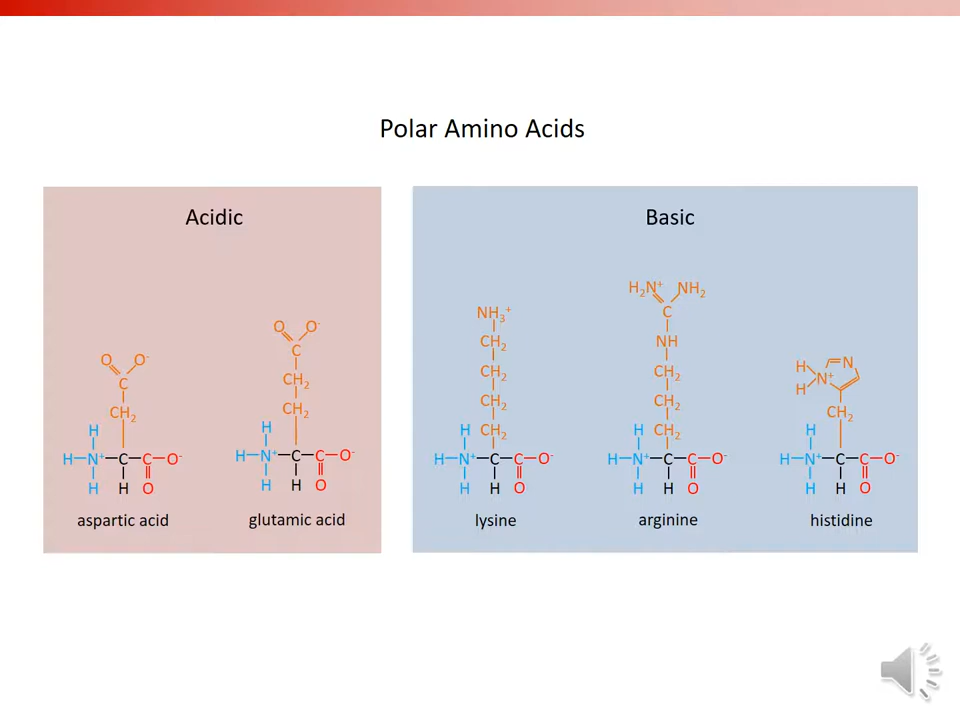 Polar Amino Acids
Acidic
Basic
O O⁻
C
CH₂
H
H N⁺ C C O⁻
H H O
aspartic acid
O O⁻
C
CH₂
CH₂
H
H N⁺ C C O⁻
H H O
glutamic acid
NH₃⁺
CH₂
CH₂
CH₂
CH₂
H
H N⁺ C C O⁻
H H O
lysine
H₂N⁺ NH₂
C
NH
CH₂
CH₂
CH₂
H
H N⁺ C C O⁻
H H O
arginine
N
H
N⁺
H
CH₂
H
H N⁺ C C O⁻
H H O
histidine